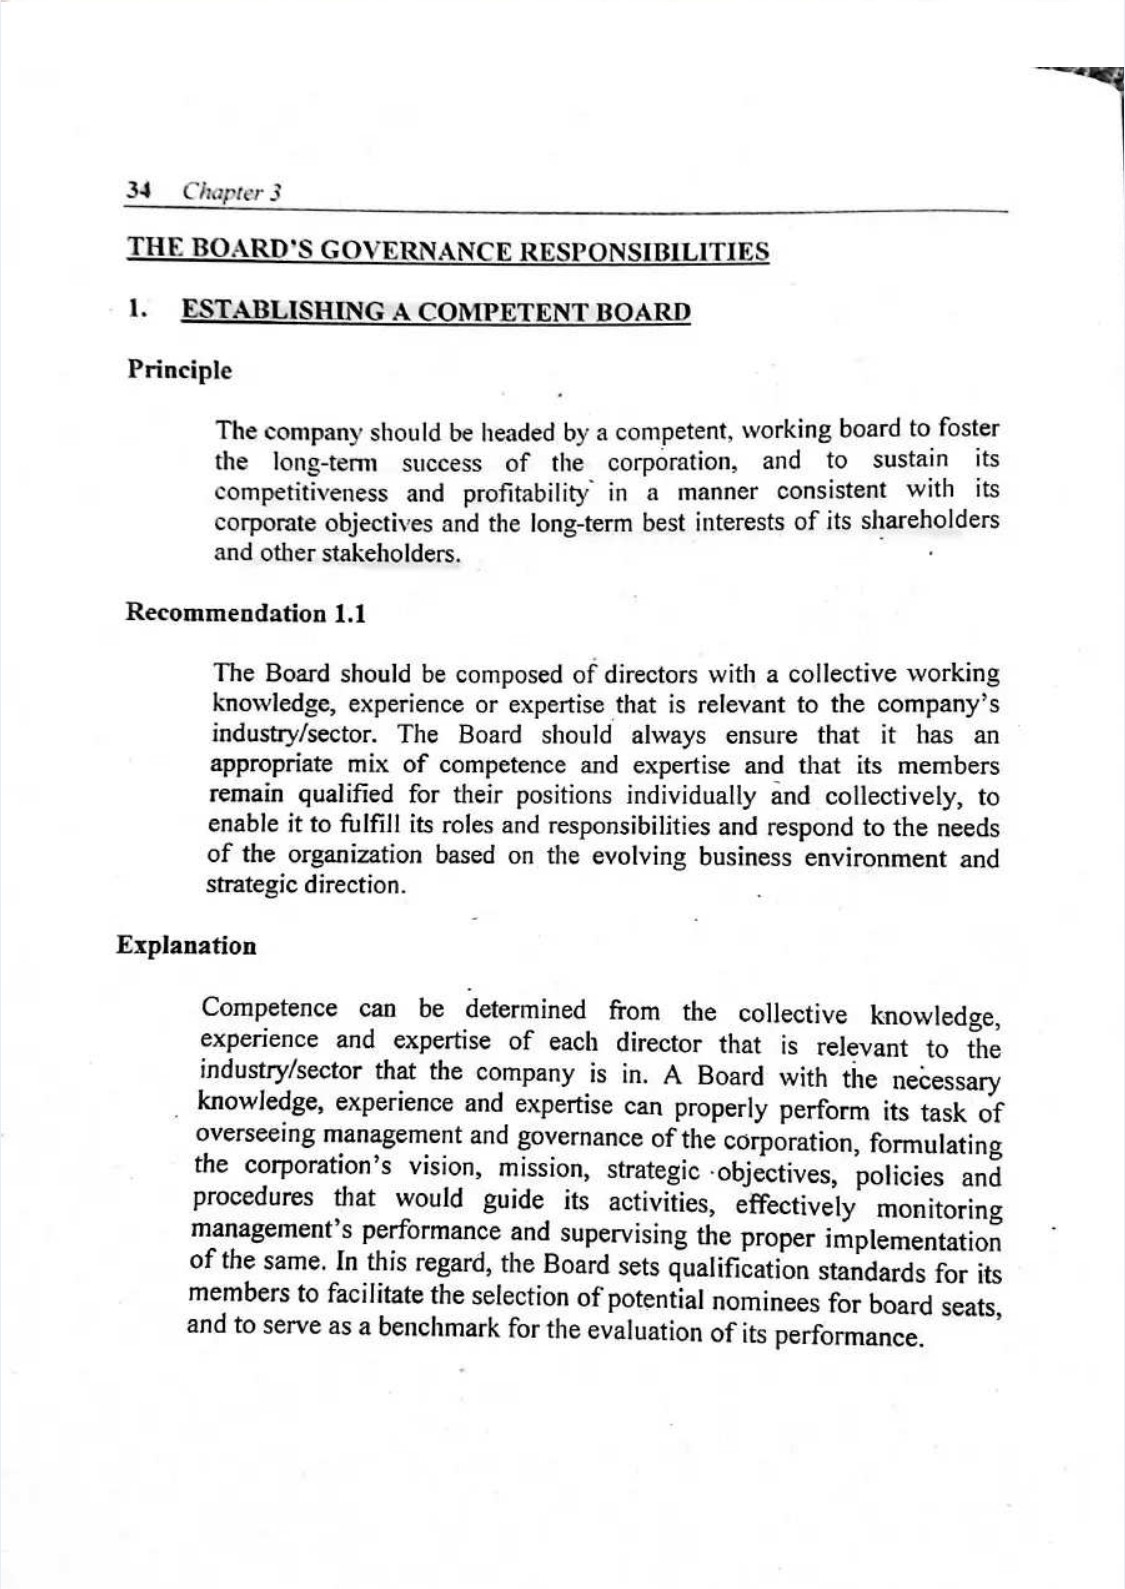 34 Chapter 3
THE BOARD'S GOVERNANCE RESPONSIBILITIES
1. ESTABLISHING A COMPETENT BOARD
Principle
The company should be headed by a competent, working board to foster
the long-term success of the corporation, and to sustain its
competitiveness and profitability in a manner consistent with its
corporate objectives and the long-term best interests of its shareholders
and other stakeholders.
Recommendation 1.1
The Board should be composed of directors with a collective working
knowledge, experience or expertise that is relevant to the company's
industry/sector. The Board should always ensure that it has an
appropriate mix of competence and expertise and that its members
remain qualified for their positions individually and collectively, to
enable it to fulfill its roles and responsibilities and respond to the needs
of the organization based on the evolving business environment and
strategic direction.
Explanation
Competence can be determined from the collective knowledge,
experience and expertise of each director that is relevant to the
industry/sector that the company is in. A Board with the necessary
knowledge, experience and expertise can properly perform its task of
overseeing management and governance of the corporation, formulating
the corporation's vision, mission, strategic objectives, policies and
procedures that would guide its activities, effectively monitoring
management's performance and supervising the proper implementation
of the same. In this regard, the Board sets qualification standards for its
members to facilitate the selection of potential nominees for board seats,
and to serve as a benchmark for the evaluation of its performance.